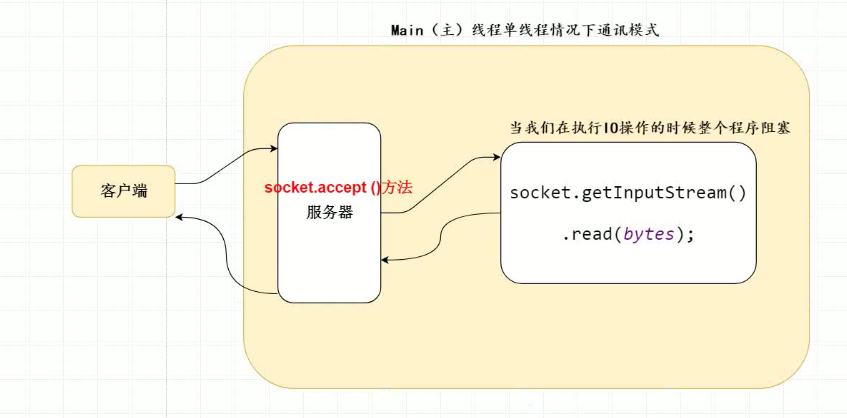 Main（主）线程单线程情况下通讯模式
当我们在执行IO操作的时候整个程序阻塞
客户端
socket.accept ()方法
服务器
socket.getInputStream()
.read(bytes);